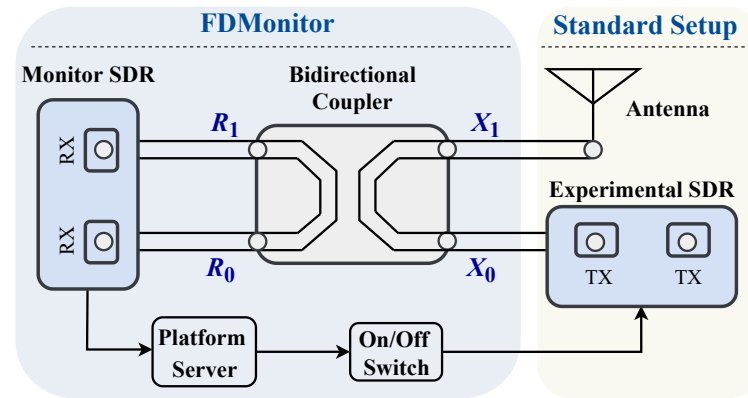 FDMonitor
Standard Setup
Monitor SDR
Bidirectional
Coupler
Antenna
R1
X1
RX
RX
Experimental SDR
TX
TX
R0
X0
Platform
Server
On/Off
Switch